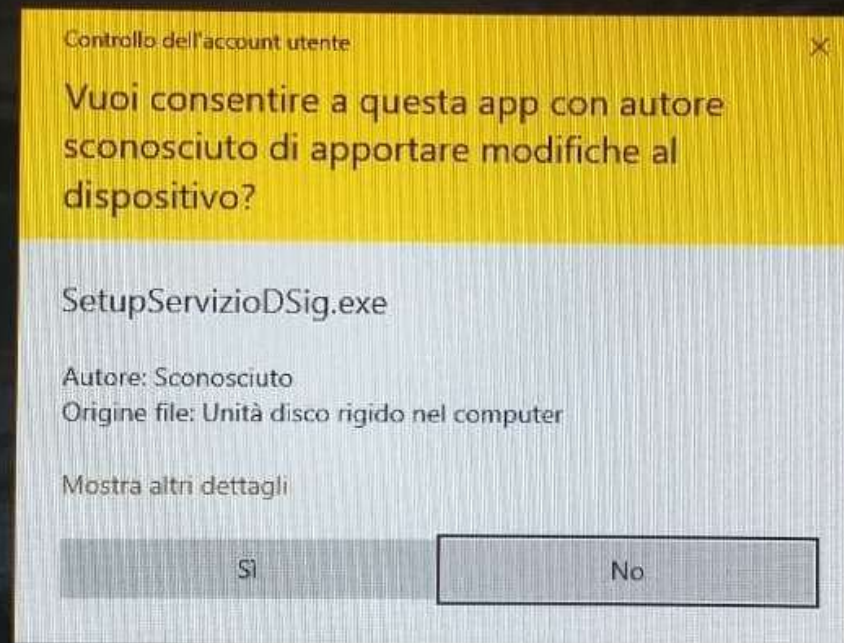 Controllo dell'account utente
Vuoi consentire a questa app con autore
sconosciuto di apportare modifiche al
dispositivo?
SetupServizioDSig.exe
Autore: Sconosciuto
Origine file: Unità disco rigido nel computer
Mostra altri dettagli
Sì
No